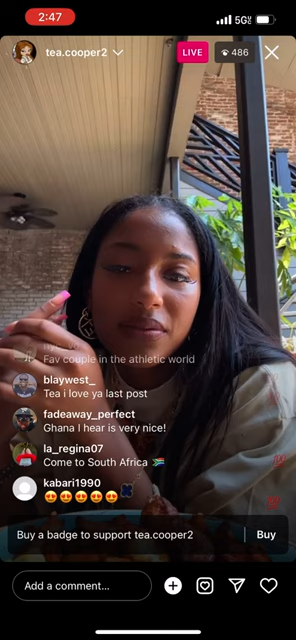 2:47
5G
tea.cooper2
LIVE
486
Fav couple in the athletic world
blaywest_
Tea i love ya last post
fadeaway_perfect
Ghana I hear is very nice!
la_regina07
Come to South Africa 🇿🇦
kabari1990
😍😍😍😍😍
Buy a badge to support tea.cooper2
Buy
Add a comment...